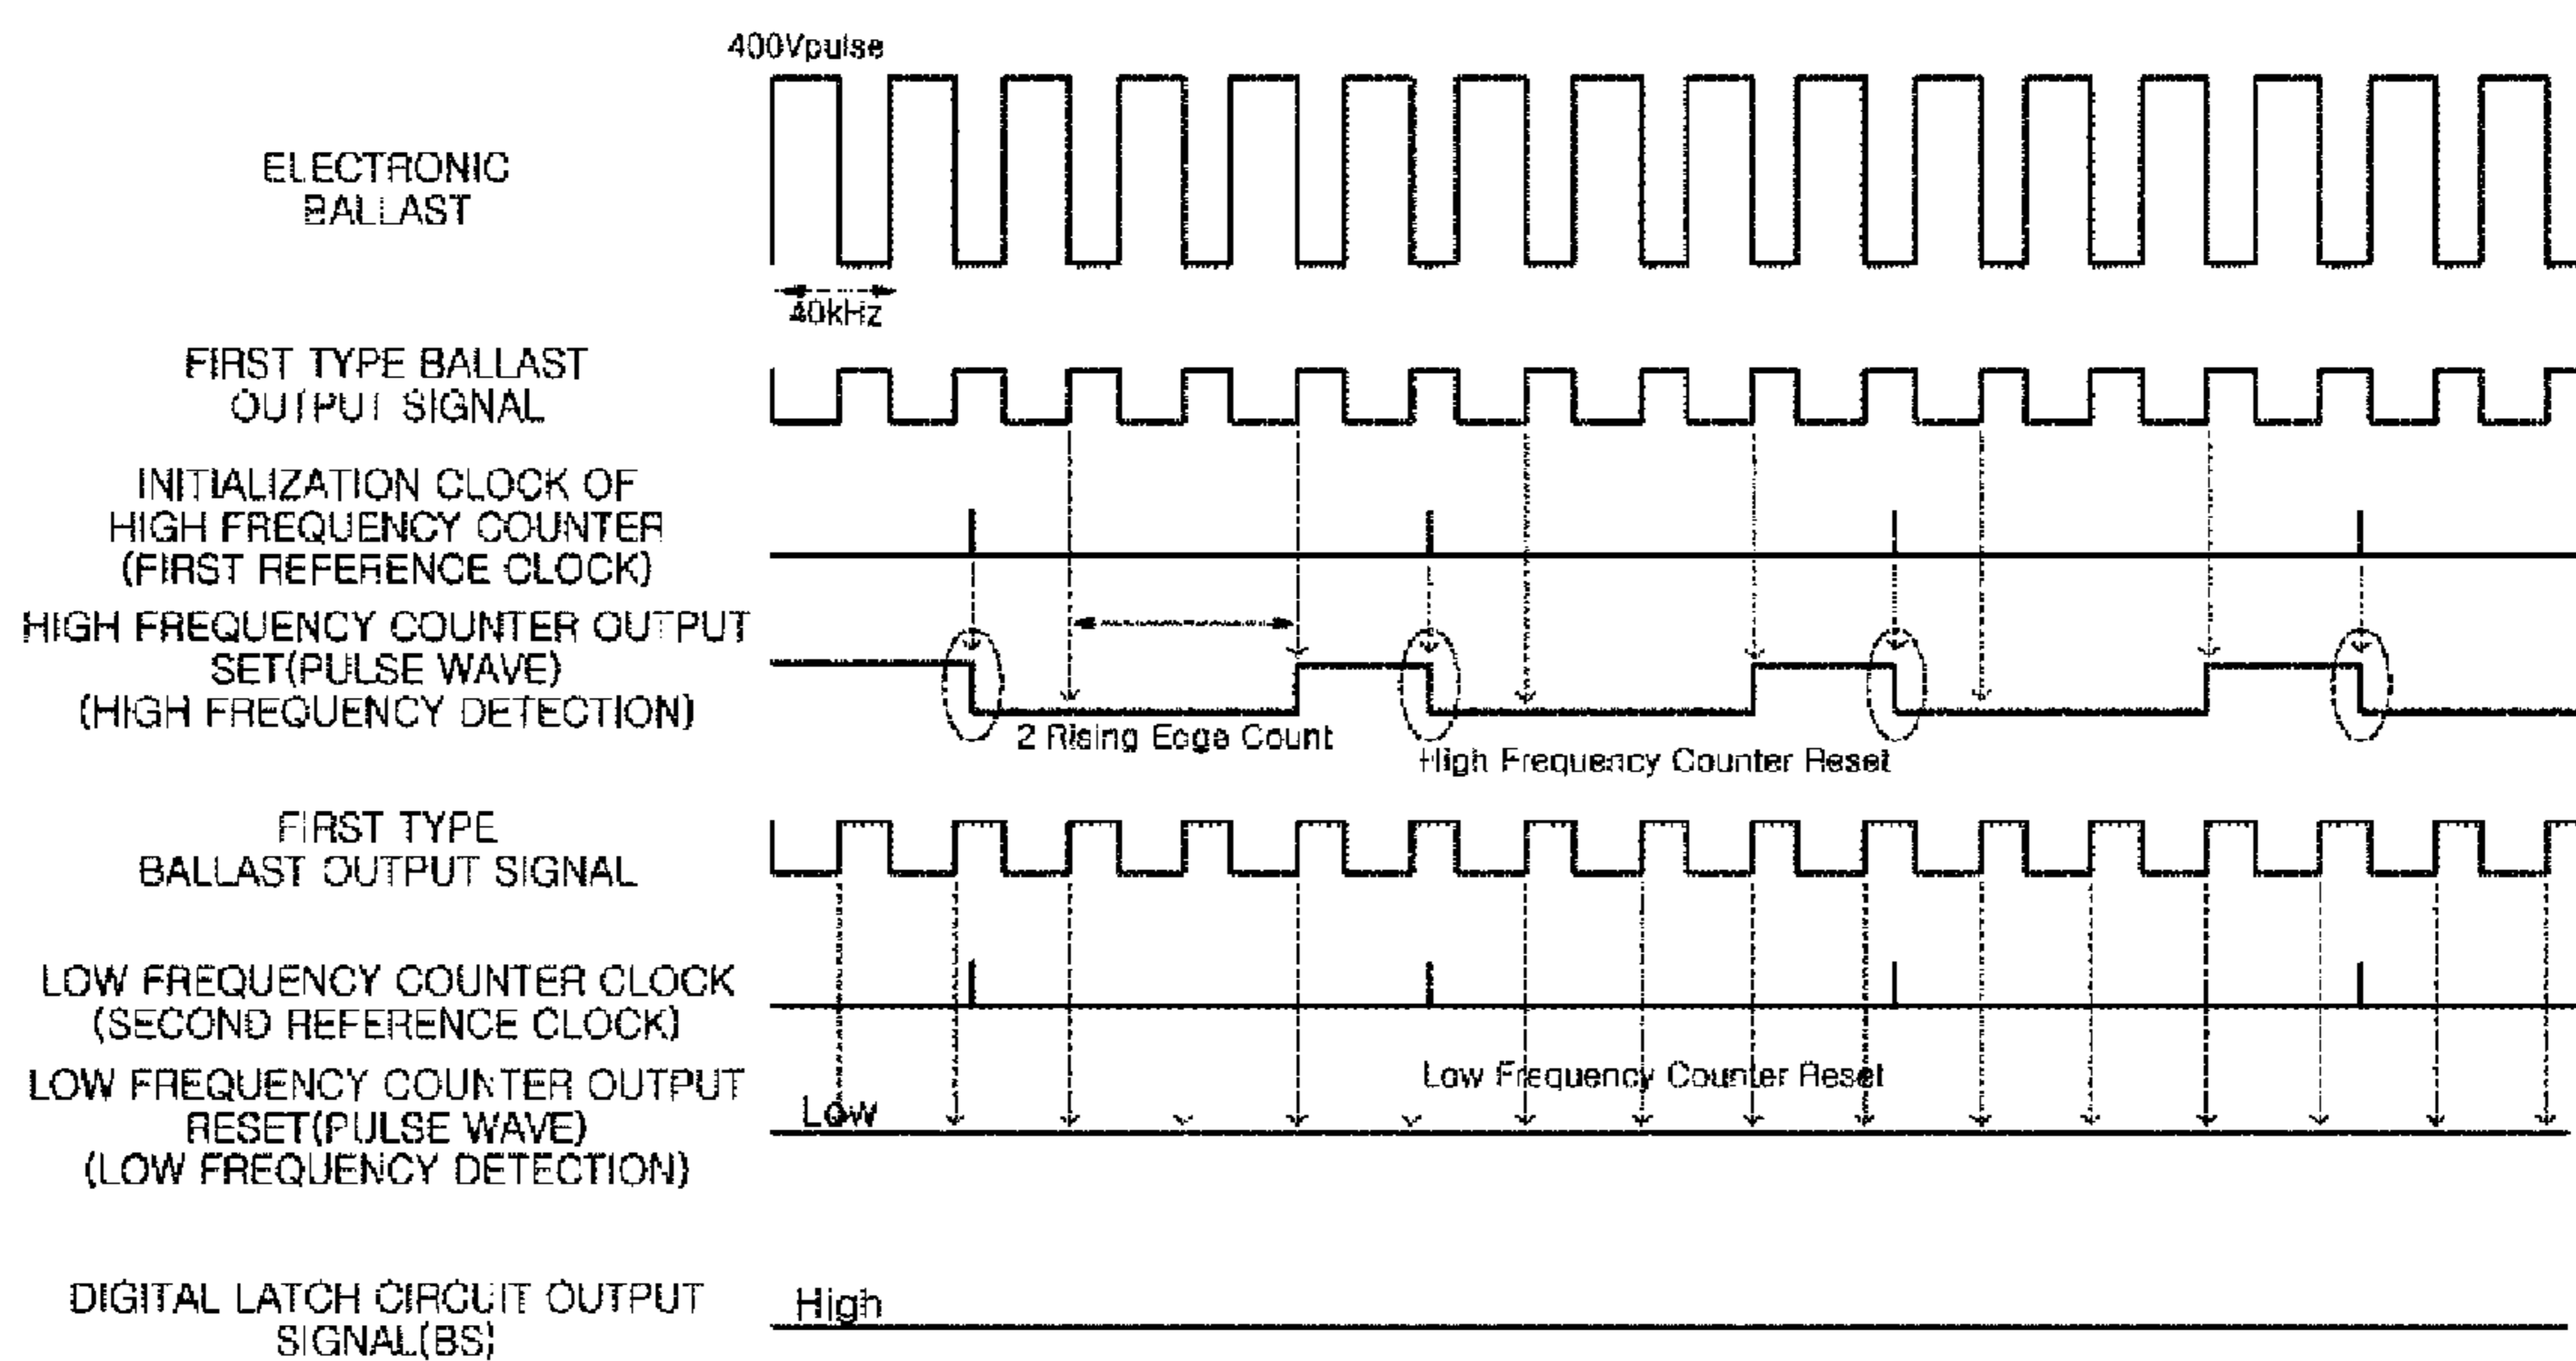 400Vpulse
ELECTRONIC
BALLAST
40kHz
FIRST TYPE BALLAST
OUTPUT SIGNAL
INITIALIZATION CLOCK OF
HIGH FREQUENCY COUNTER
(FIRST REFERENCE CLOCK)
HIGH FREQUENCY COUNTER OUTPUT
SET(PULSE WAVE)
(HIGH FREQUENCY DETECTION)
2 Rising Edge Count
High Frequency Counter Reset
FIRST TYPE
BALLAST OUTPUT SIGNAL
LOW FREQUENCY COUNTER CLOCK
(SECOND REFERENCE CLOCK)
Low Frequency Counter Reset
LOW FREQUENCY COUNTER OUTPUT
RESET(PULSE WAVE)
(LOW FREQUENCY DETECTION)
Low
DIGITAL LATCH CIRCUIT OUTPUT
SIGNAL(BS)
High